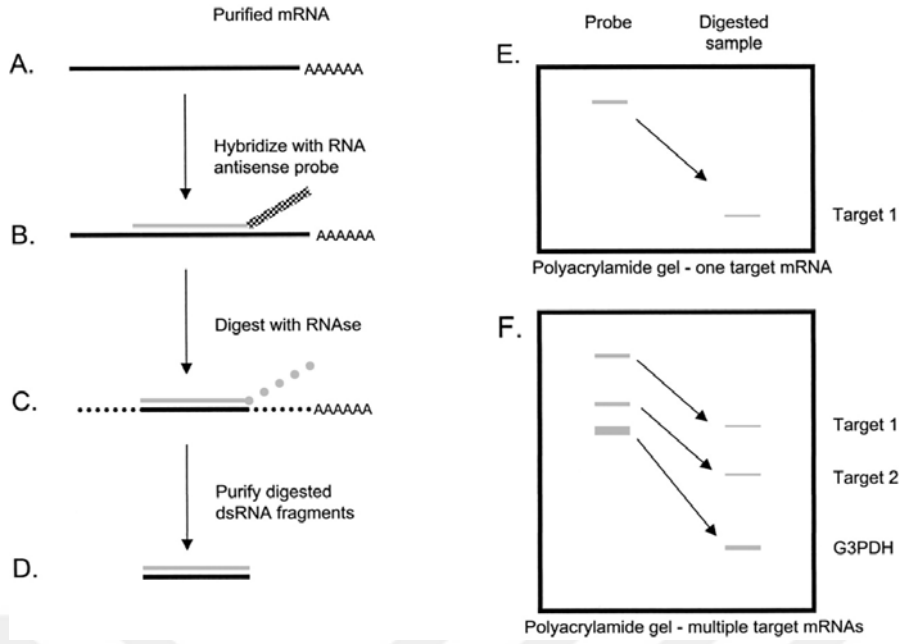 Purified mRNA
A.
AAAAAA
Hybridize with RNA
antisense probe
B.
AAAAAA
Digest with RNAse
C.
AAAAAA
Purify digested
dsRNA fragments
D.
Probe
Digested
sample
E.
Target 1
Polyacrylamide gel - one target mRNA
F.
Target 1
Target 2
G3PDH
Polyacrylamide gel - multiple target mRNAs